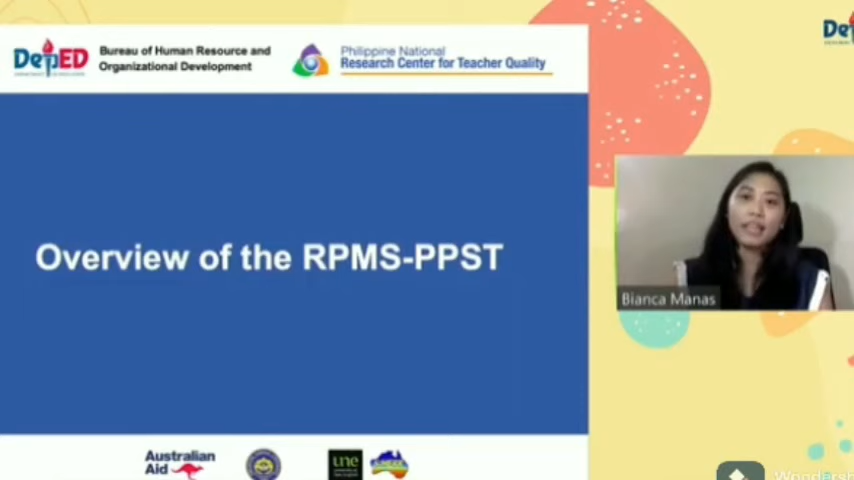 DepED
Bureau of Human Resource and
Organizational Development
Philippine National
Research Center for Teacher Quality
Overview of the RPMS-PPST
Bianca Manas
Australian
Aid
une